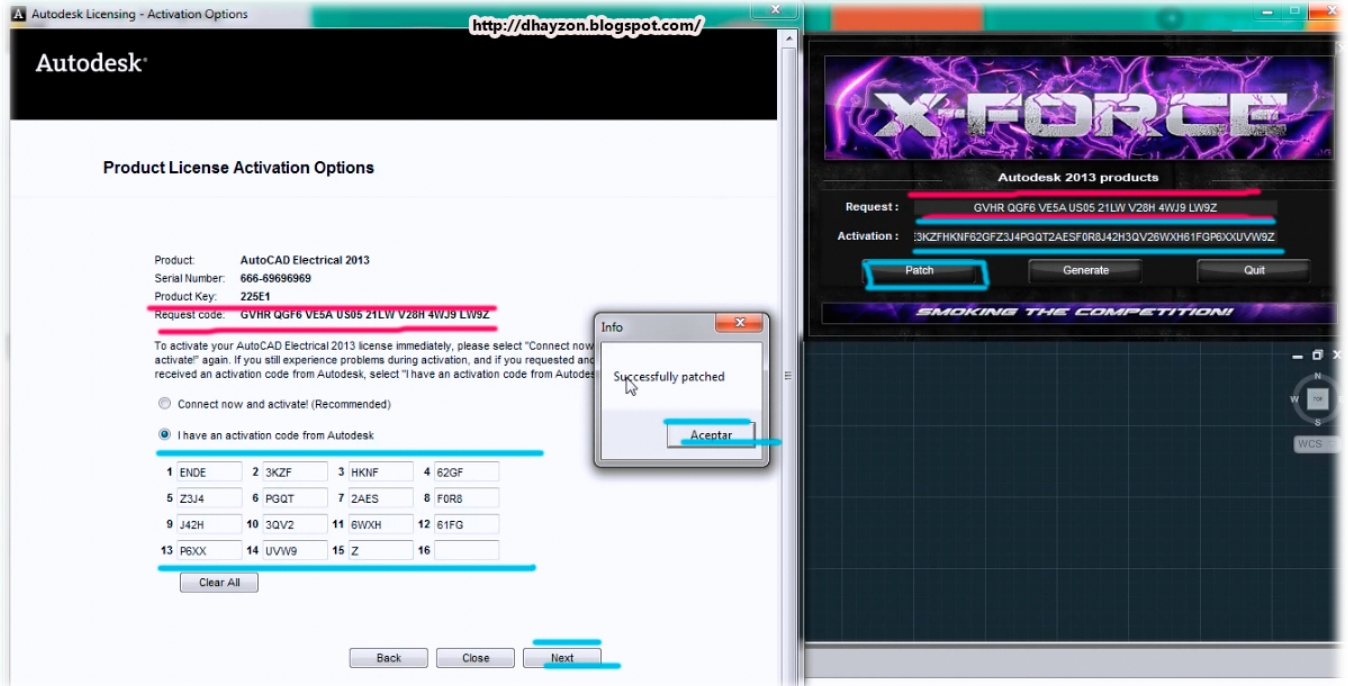 Autodesk Licensing - Activation Options
http://dhayzon.blogspot.com/
Autodesk
Product License Activation Options
Product: AutoCAD Electrical 2013
Serial Number: 666-69696969
Product Key: 225E1
Request code: GVHR QGF6 VE5A US05 21LW V28H 4WJ9 LW9Z
To activate your AutoCAD Electrical 2013 license immediately, please select "Connect now
activate!" again. If you still experience problems during activation, and if you requested and
received an activation code from Autodesk, select "I have an activation code from Autodes
Connect now and activate! (Recommended)
I have an activation code from Autodesk
1 ENDE 2 3KZF 3 HKNF 4 62GF
5 Z3J4 6 PGQT 7 2AES 8 F0R8
9 J42H 10 3QV2 11 6WXH 12 61FG
13 P6XX 14 UVW9 15 Z 16
Clear All
Back Close Next
Info
Successfully patched
Aceptar
X-FORCE
Autodesk 2013 products
Request : GVHR QGF6 VE5A US05 21LW V28H 4WJ9 LW9Z
Activation : :3KZFHKNF62GFZ3J4PGQT2AESF0R8J42H3QV26WXH61FGP6XXUVW9Z
Patch Generate Quit
SMOKING THE COMPETITION!
N
W TOP
S
WCS